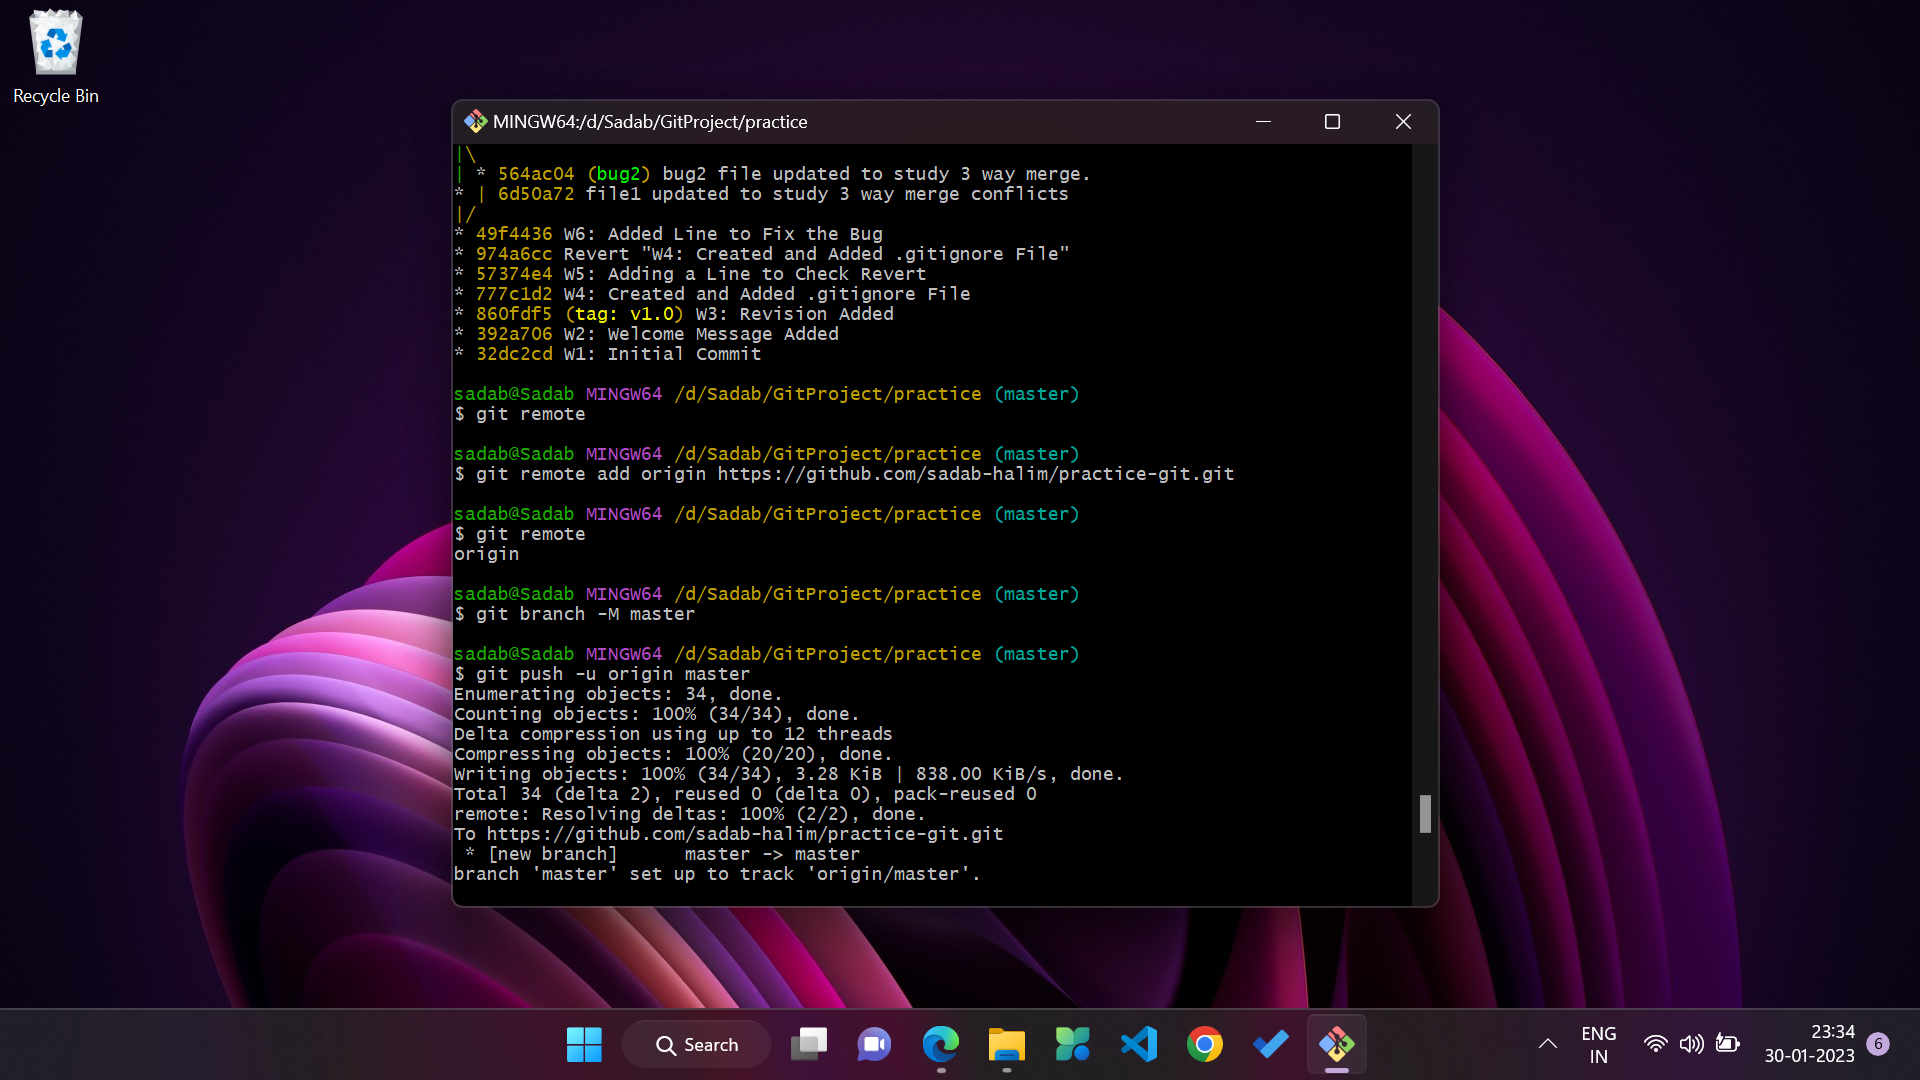 Recycle Bin
MINGW64:/d/Sadab/GitProject/practice
|\
| * 564ac04 (bug2) bug2 file updated to study 3 way merge.
* | 6d50a72 file1 updated to study 3 way merge conflicts
|/
* 49f4436 W6: Added Line to Fix the Bug
* 974a6cc Revert "W4: Created and Added .gitignore File"
* 57374e4 W5: Adding a Line to Check Revert
* 777c1d2 W4: Created and Added .gitignore File
* 860fdf5 (tag: v1.0) W3: Revision Added
* 392a706 W2: Welcome Message Added
* 32dc2cd W1: Initial Commit
sadab@Sadab MINGW64 /d/Sadab/GitProject/practice (master)
$ git remote
sadab@Sadab MINGW64 /d/Sadab/GitProject/practice (master)
$ git remote add origin https://github.com/sadab-halim/practice-git.git
sadab@Sadab MINGW64 /d/Sadab/GitProject/practice (master)
$ git remote
origin
sadab@Sadab MINGW64 /d/Sadab/GitProject/practice (master)
$ git branch -M master
sadab@Sadab MINGW64 /d/Sadab/GitProject/practice (master)
$ git push -u origin master
Enumerating objects: 34, done.
Counting objects: 100% (34/34), done.
Delta compression using up to 12 threads
Compressing objects: 100% (20/20), done.
Writing objects: 100% (34/34), 3.28 KiB | 838.00 KiB/s, done.
Total 34 (delta 2), reused 0 (delta 0), pack-reused 0
remote: Resolving deltas: 100% (2/2), done.
To https://github.com/sadab-halim/practice-git.git
 * [new branch]      master -> master
branch 'master' set up to track 'origin/master'.
Search
ENG
IN
23:34
30-01-2023
6